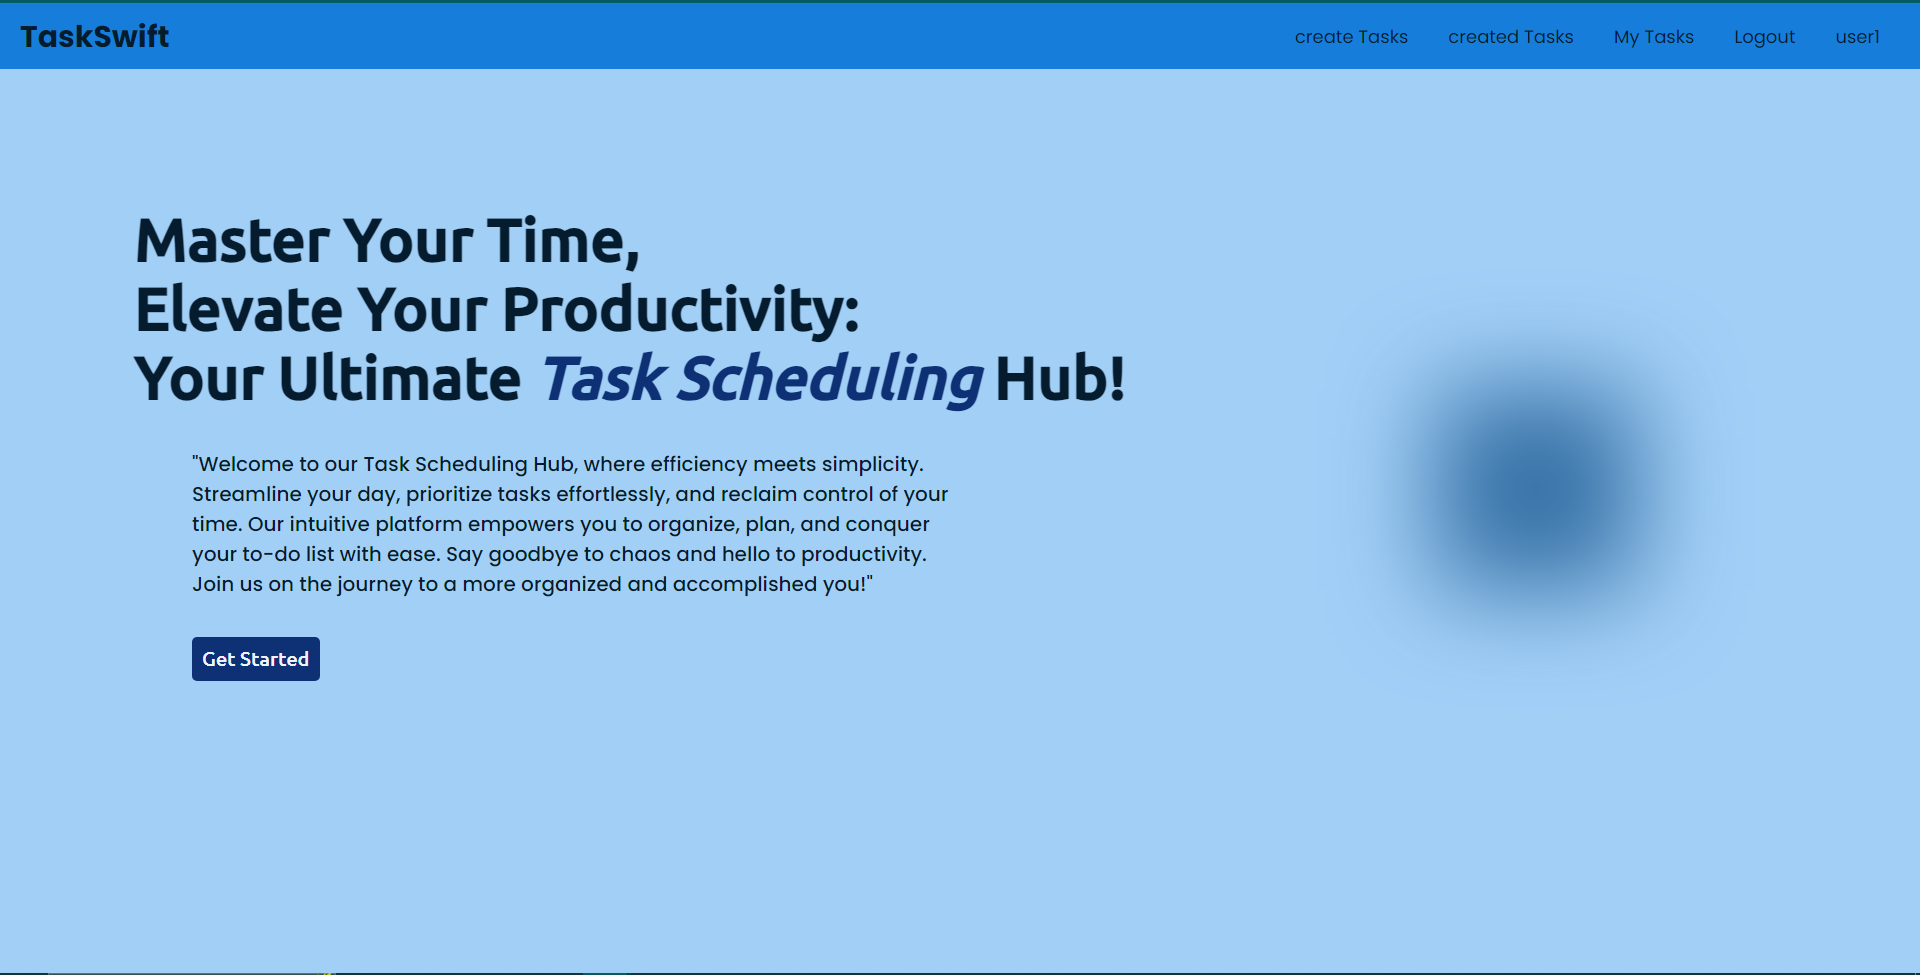 TaskSwift
create Tasks
created Tasks
My Tasks
Logout
user1
Master Your Time,
Elevate Your Productivity:
Your Ultimate Task Scheduling Hub!
"Welcome to our Task Scheduling Hub, where efficiency meets simplicity.
Streamline your day, prioritize tasks effortlessly, and reclaim control of your
time. Our intuitive platform empowers you to organize, plan, and conquer
your to-do list with ease. Say goodbye to chaos and hello to productivity.
Join us on the journey to a more organized and accomplished you!"
Get Started